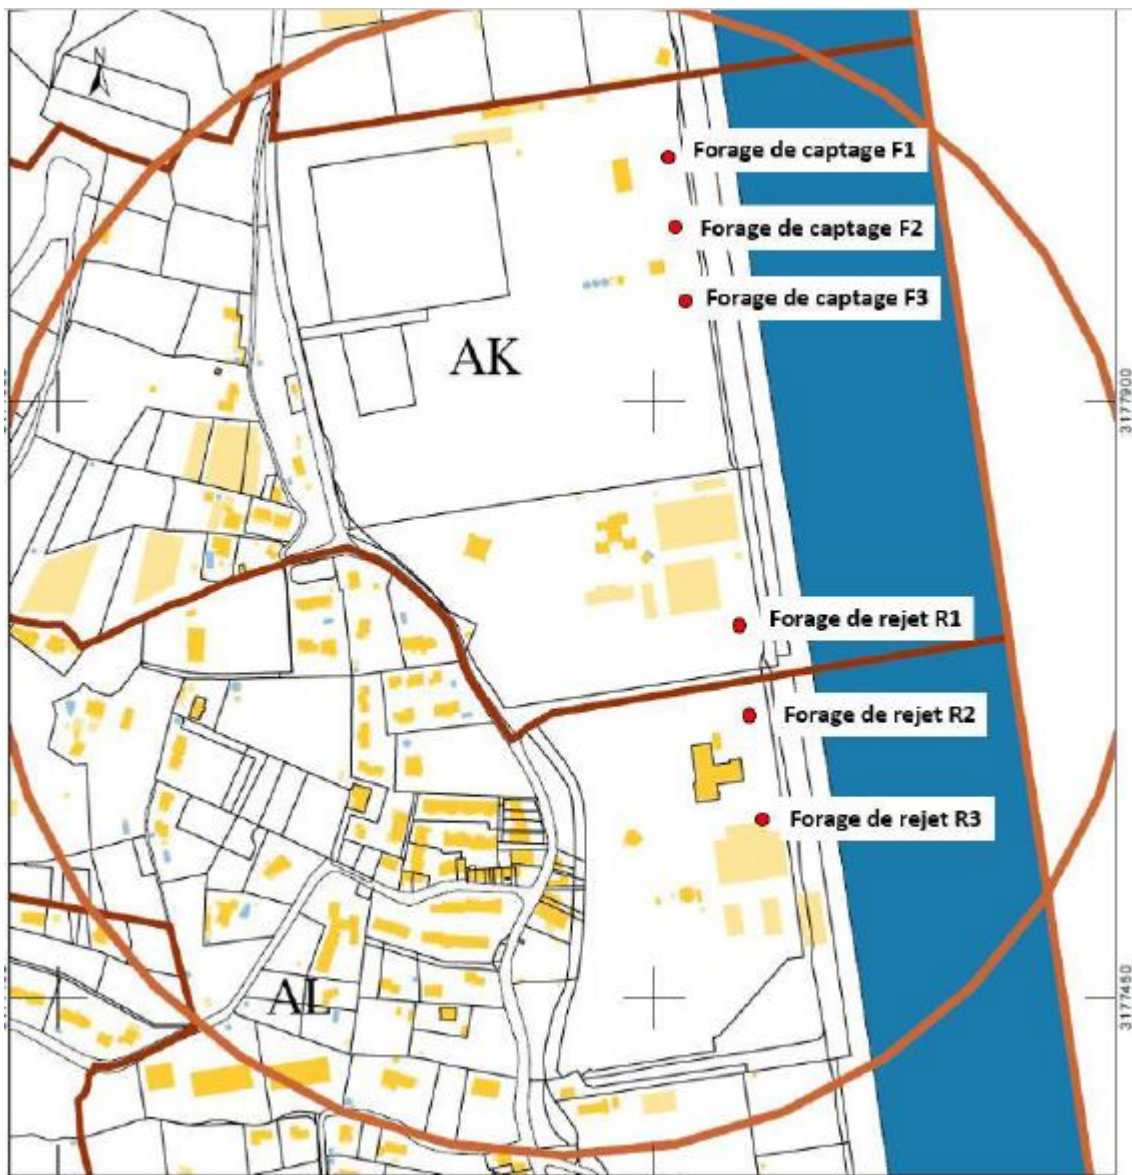 Forage de captage F1
Forage de captage F2
Forage de captage F3
AK
3177900
Forage de rejet R1
Forage de rejet R2
Forage de rejet R3
AL
3177450